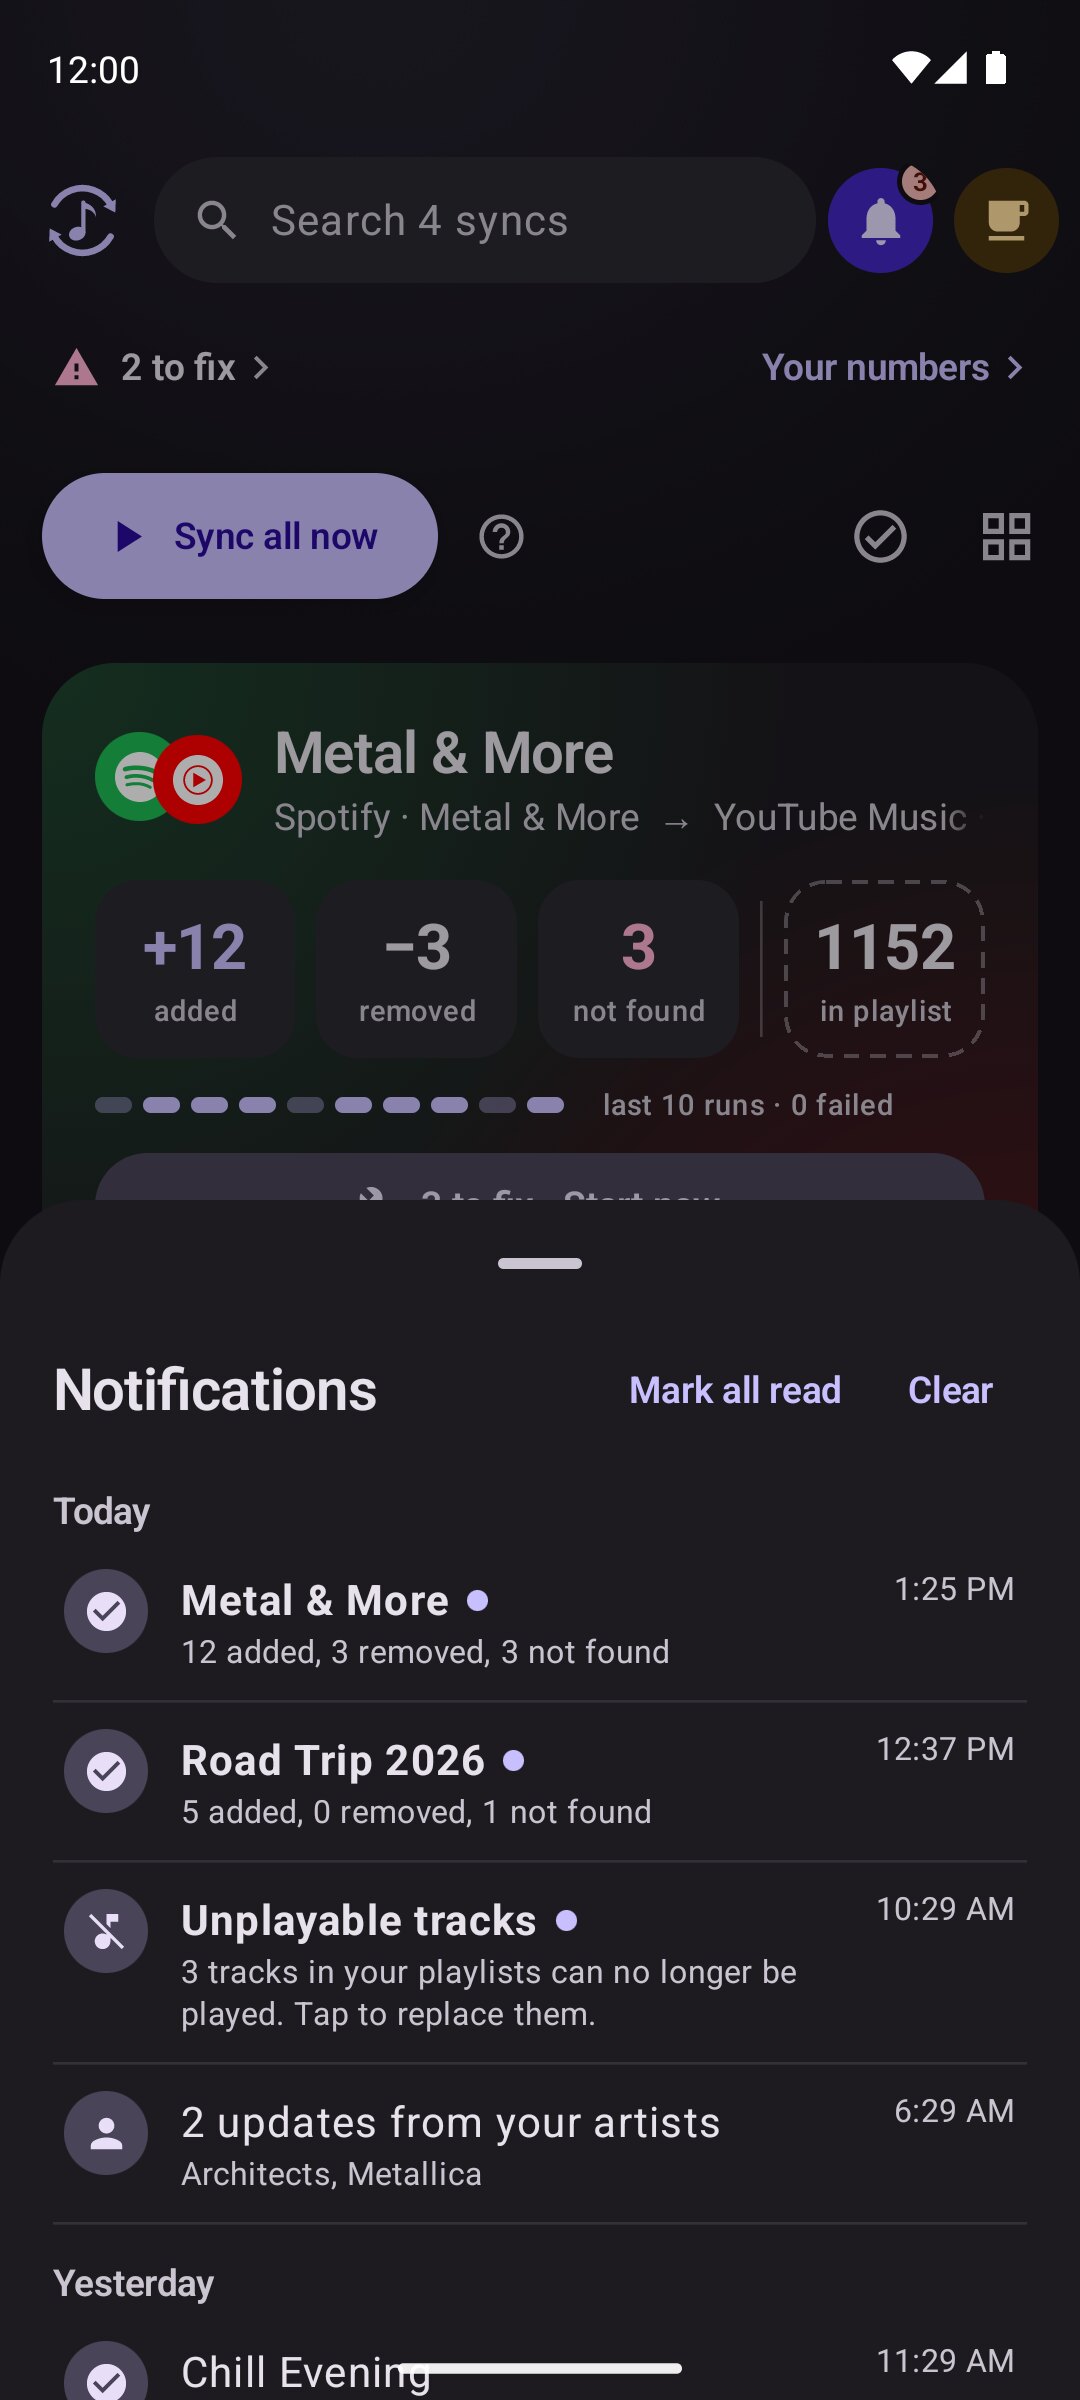 12:00
Search 4 syncs
3
2 to fix
Your numbers
Sync all now
Metal & More
Spotify · Metal & More → YouTube Music
+12
added
−3
removed
3
not found
1152
in playlist
last 10 runs · 0 failed
Notifications
Mark all read
Clear
Today
Metal & More
1:25 PM
12 added, 3 removed, 3 not found
Road Trip 2026
12:37 PM
5 added, 0 removed, 1 not found
Unplayable tracks
10:29 AM
3 tracks in your playlists can no longer be
played. Tap to replace them.
2 updates from your artists
6:29 AM
Architects, Metallica
Yesterday
Chill Evening
11:29 AM